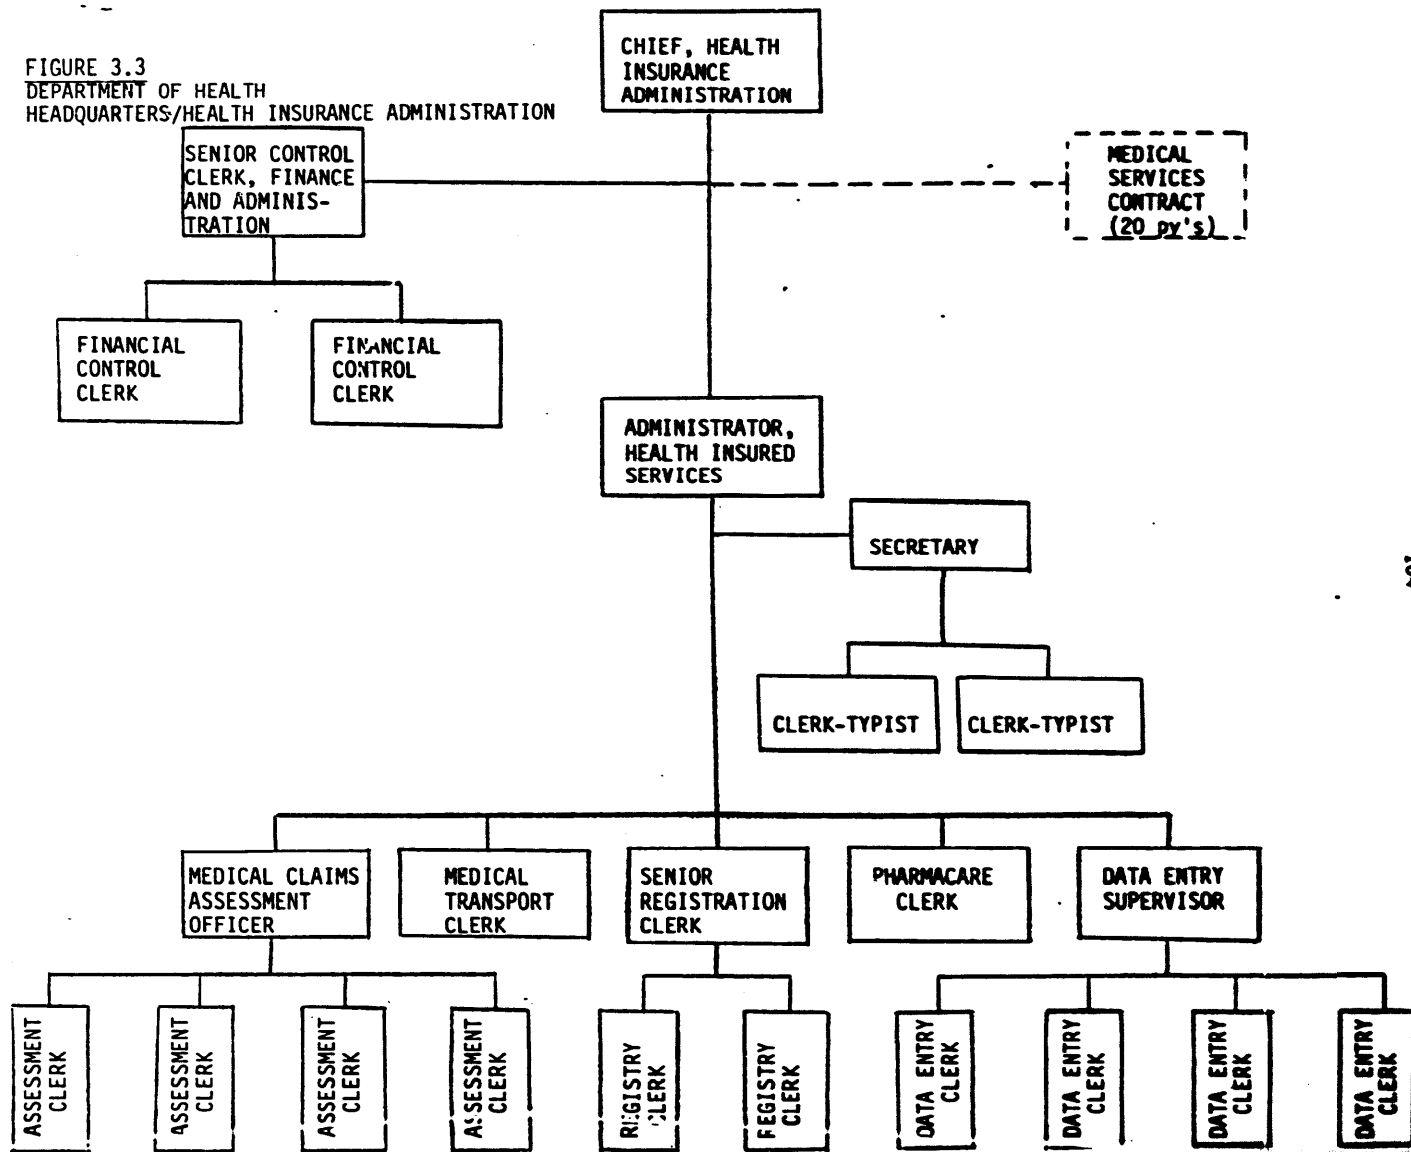 FIGURE 3.3
DEPARTMENT OF HEALTH
HEADQUARTERS/HEALTH INSURANCE ADMINISTRATION
CHIEF, HEALTH
INSURANCE
ADMINISTRATION
SENIOR CONTROL
CLERK, FINANCE
AND ADMINIS-
TRATION
MEDICAL
SERVICES
CONTRACT
(20 py's)
FINANCIAL
CONTROL
CLERK
FINANCIAL
CONTROL
CLERK
ADMINISTRATOR,
HEALTH INSURED
SERVICES
SECRETARY
CLERK-TYPIST
CLERK-TYPIST
MEDICAL CLAIMS
ASSESSMENT
OFFICER
MEDICAL
TRANSPORT
CLERK
SENIOR
REGISTRATION
CLERK
PHARMACARE
CLERK
DATA ENTRY
SUPERVISOR
ASSESSMENT
CLERK
ASSESSMENT
CLERK
ASSESSMENT
CLERK
ASSESSMENT
CLERK
REGISTRY
CLERK
REGISTRY
CLERK
DATA ENTRY
CLERK
DATA ENTRY
CLERK
DATA ENTRY
CLERK
DATA ENTRY
CLERK